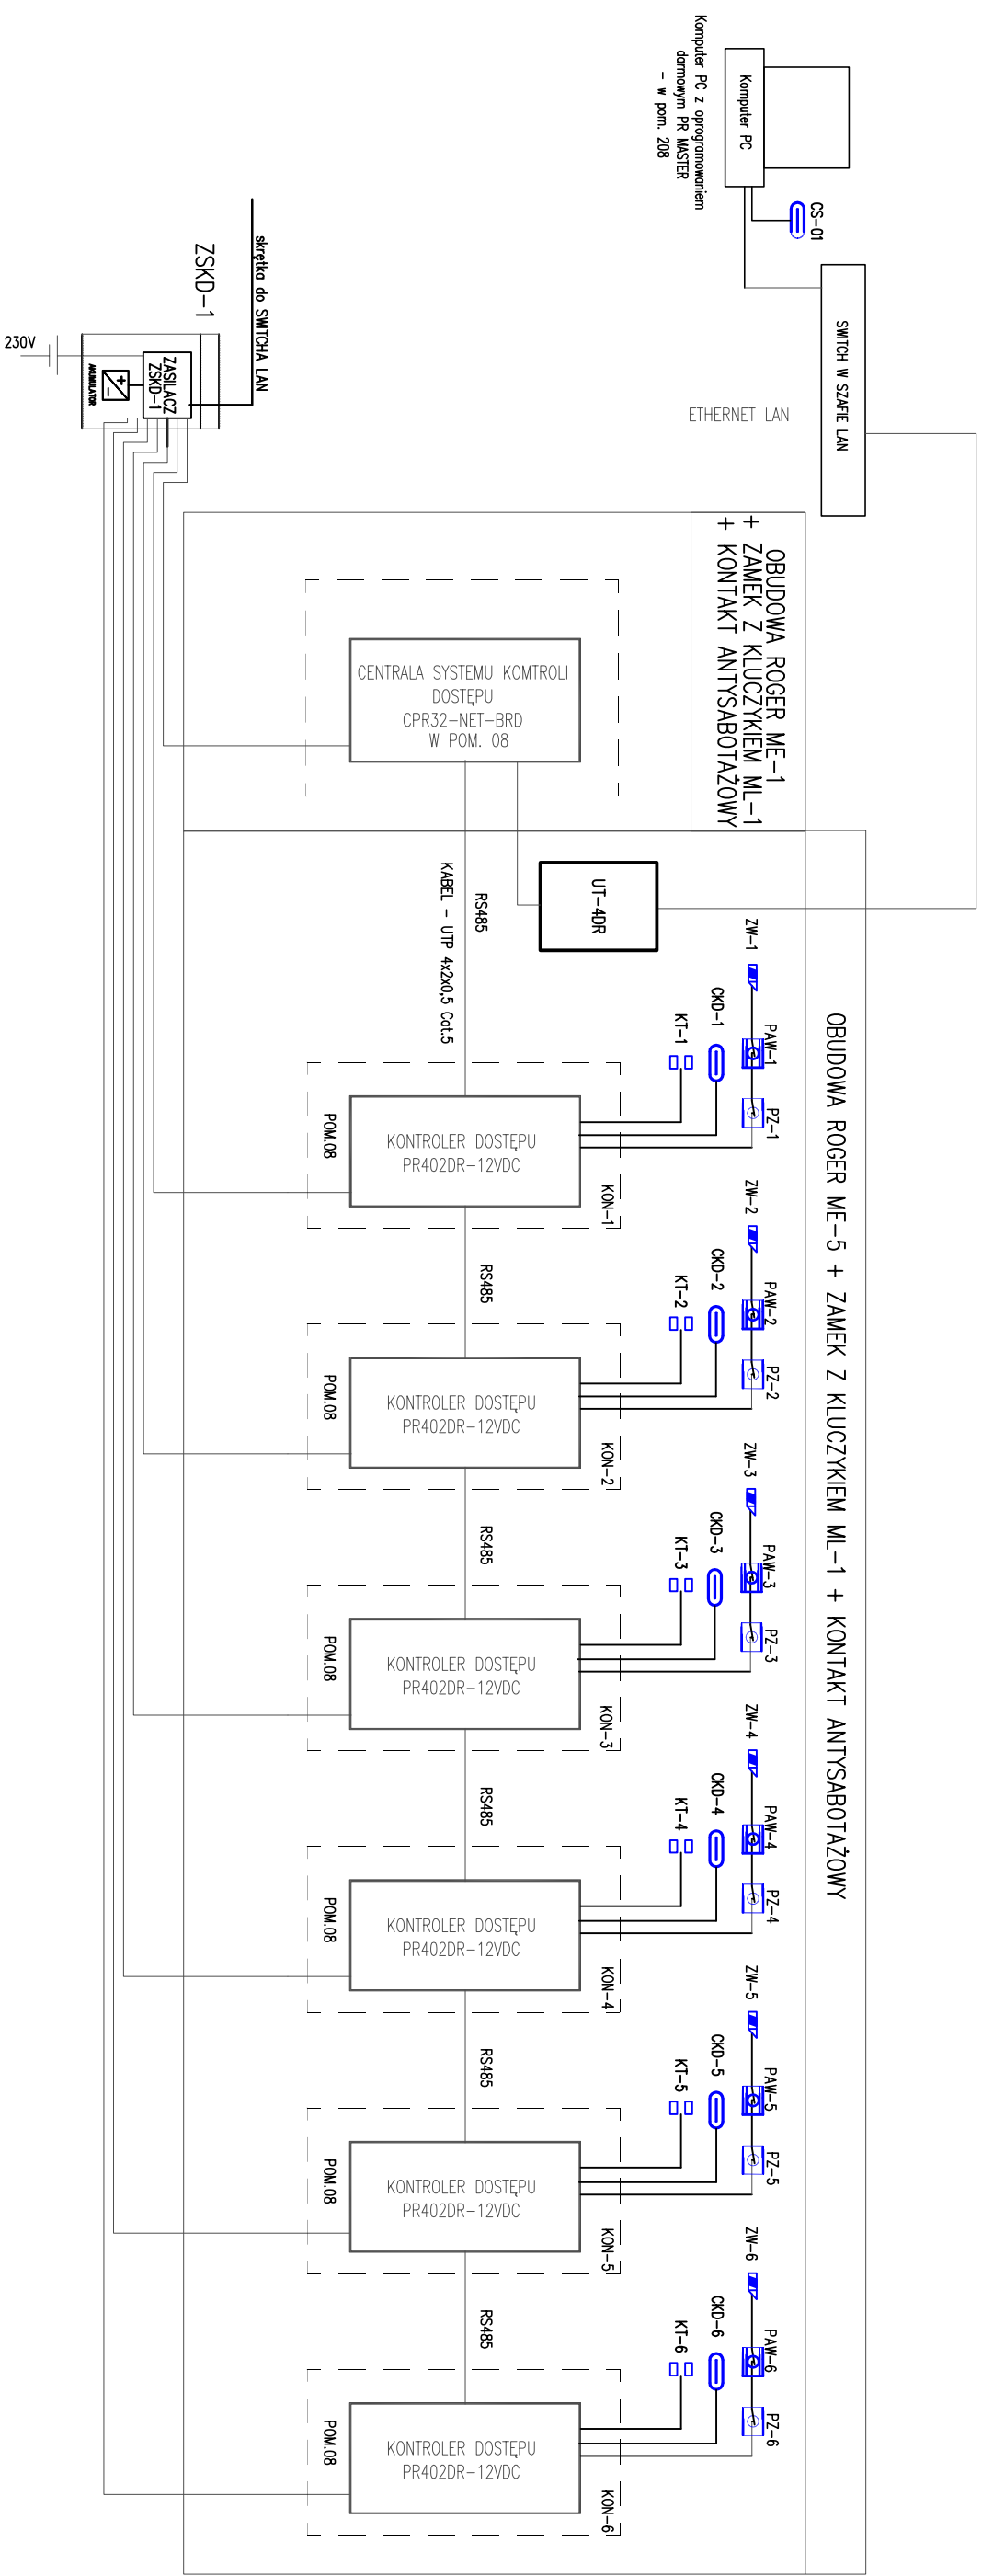 Komputer PC z oprogramowaniem
darmowym PR MASTER
- w pom. 208
Komputer PC
CS-01
SWITCH W SZAFIE LAN
ETHERNET LAN
skrętka do SWITCHA LAN
ZSKD-1
230V
ZASILACZ
ZSKD-1
AKUMULATOR
OBUDOWA ROGER ME-1
+ ZAMEK Z KLUCZYKIEM ML-1
+ KONTAKT ANTYSABOTAŻOWY
CENTRALA SYSTEMU KOMTROLI
DOSTĘPU
CPR32-NET-BRD
W POM. 08
UT-4DR
RS485
KABEL - UTP 4x2x0,5 Cat.5
OBUDOWA ROGER ME-5 + ZAMEK Z KLUCZYKIEM ML-1 + KONTAKT ANTYSABOTAŻOWY
ZW-1
PAW-1
PZ-1
CKD-1
KT-1
KON-1
KONTROLER DOSTĘPU
PR402DR-12VDC
POM.08
RS485
ZW-2
PAW-2
PZ-2
CKD-2
KT-2
KON-2
KONTROLER DOSTĘPU
PR402DR-12VDC
POM.08
RS485
ZW-3
PAW-3
PZ-3
CKD-3
KT-3
KON-3
KONTROLER DOSTĘPU
PR402DR-12VDC
POM.08
RS485
ZW-4
PAW-4
PZ-4
CKD-4
KT-4
KON-4
KONTROLER DOSTĘPU
PR402DR-12VDC
POM.08
RS485
ZW-5
PAW-5
PZ-5
CKD-5
KT-5
KON-5
KONTROLER DOSTĘPU
PR402DR-12VDC
POM.08
RS485
ZW-6
PAW-6
PZ-6
CKD-6
KT-6
KON-6
KONTROLER DOSTĘPU
PR402DR-12VDC
POM.08